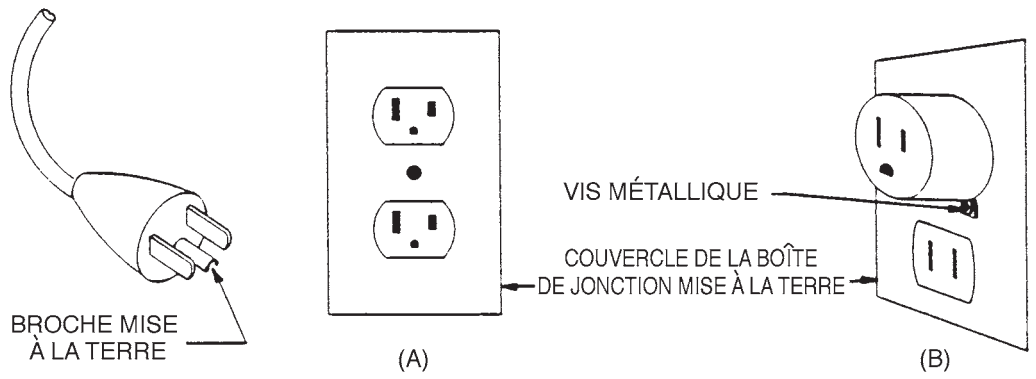 BROCHE MISE
À LA TERRE
(A)
VIS MÉTALLIQUE
COUVERCLE DE LA BOÎTE
DE JONCTION MISE À LA TERRE
(B)